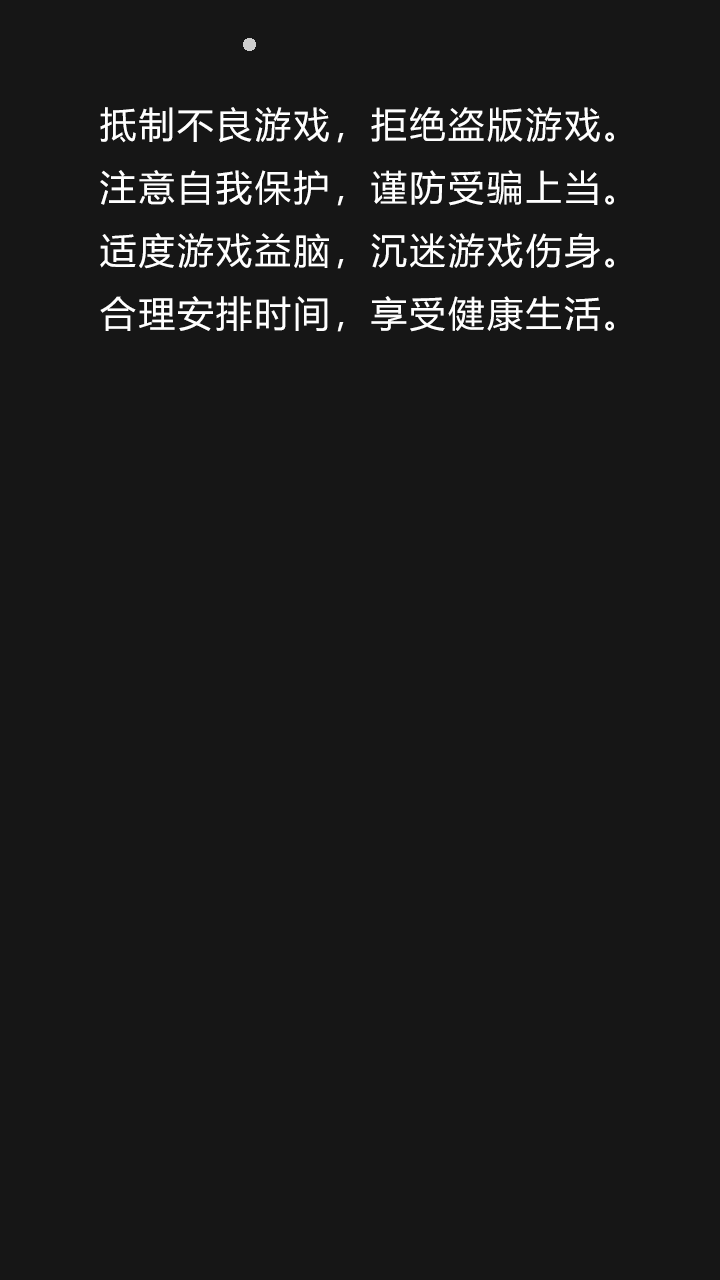 抵制不良游戏，拒绝盗版游戏。
注意自我保护，谨防受骗上当。
适度游戏益脑，沉迷游戏伤身。
合理安排时间，享受健康生活。